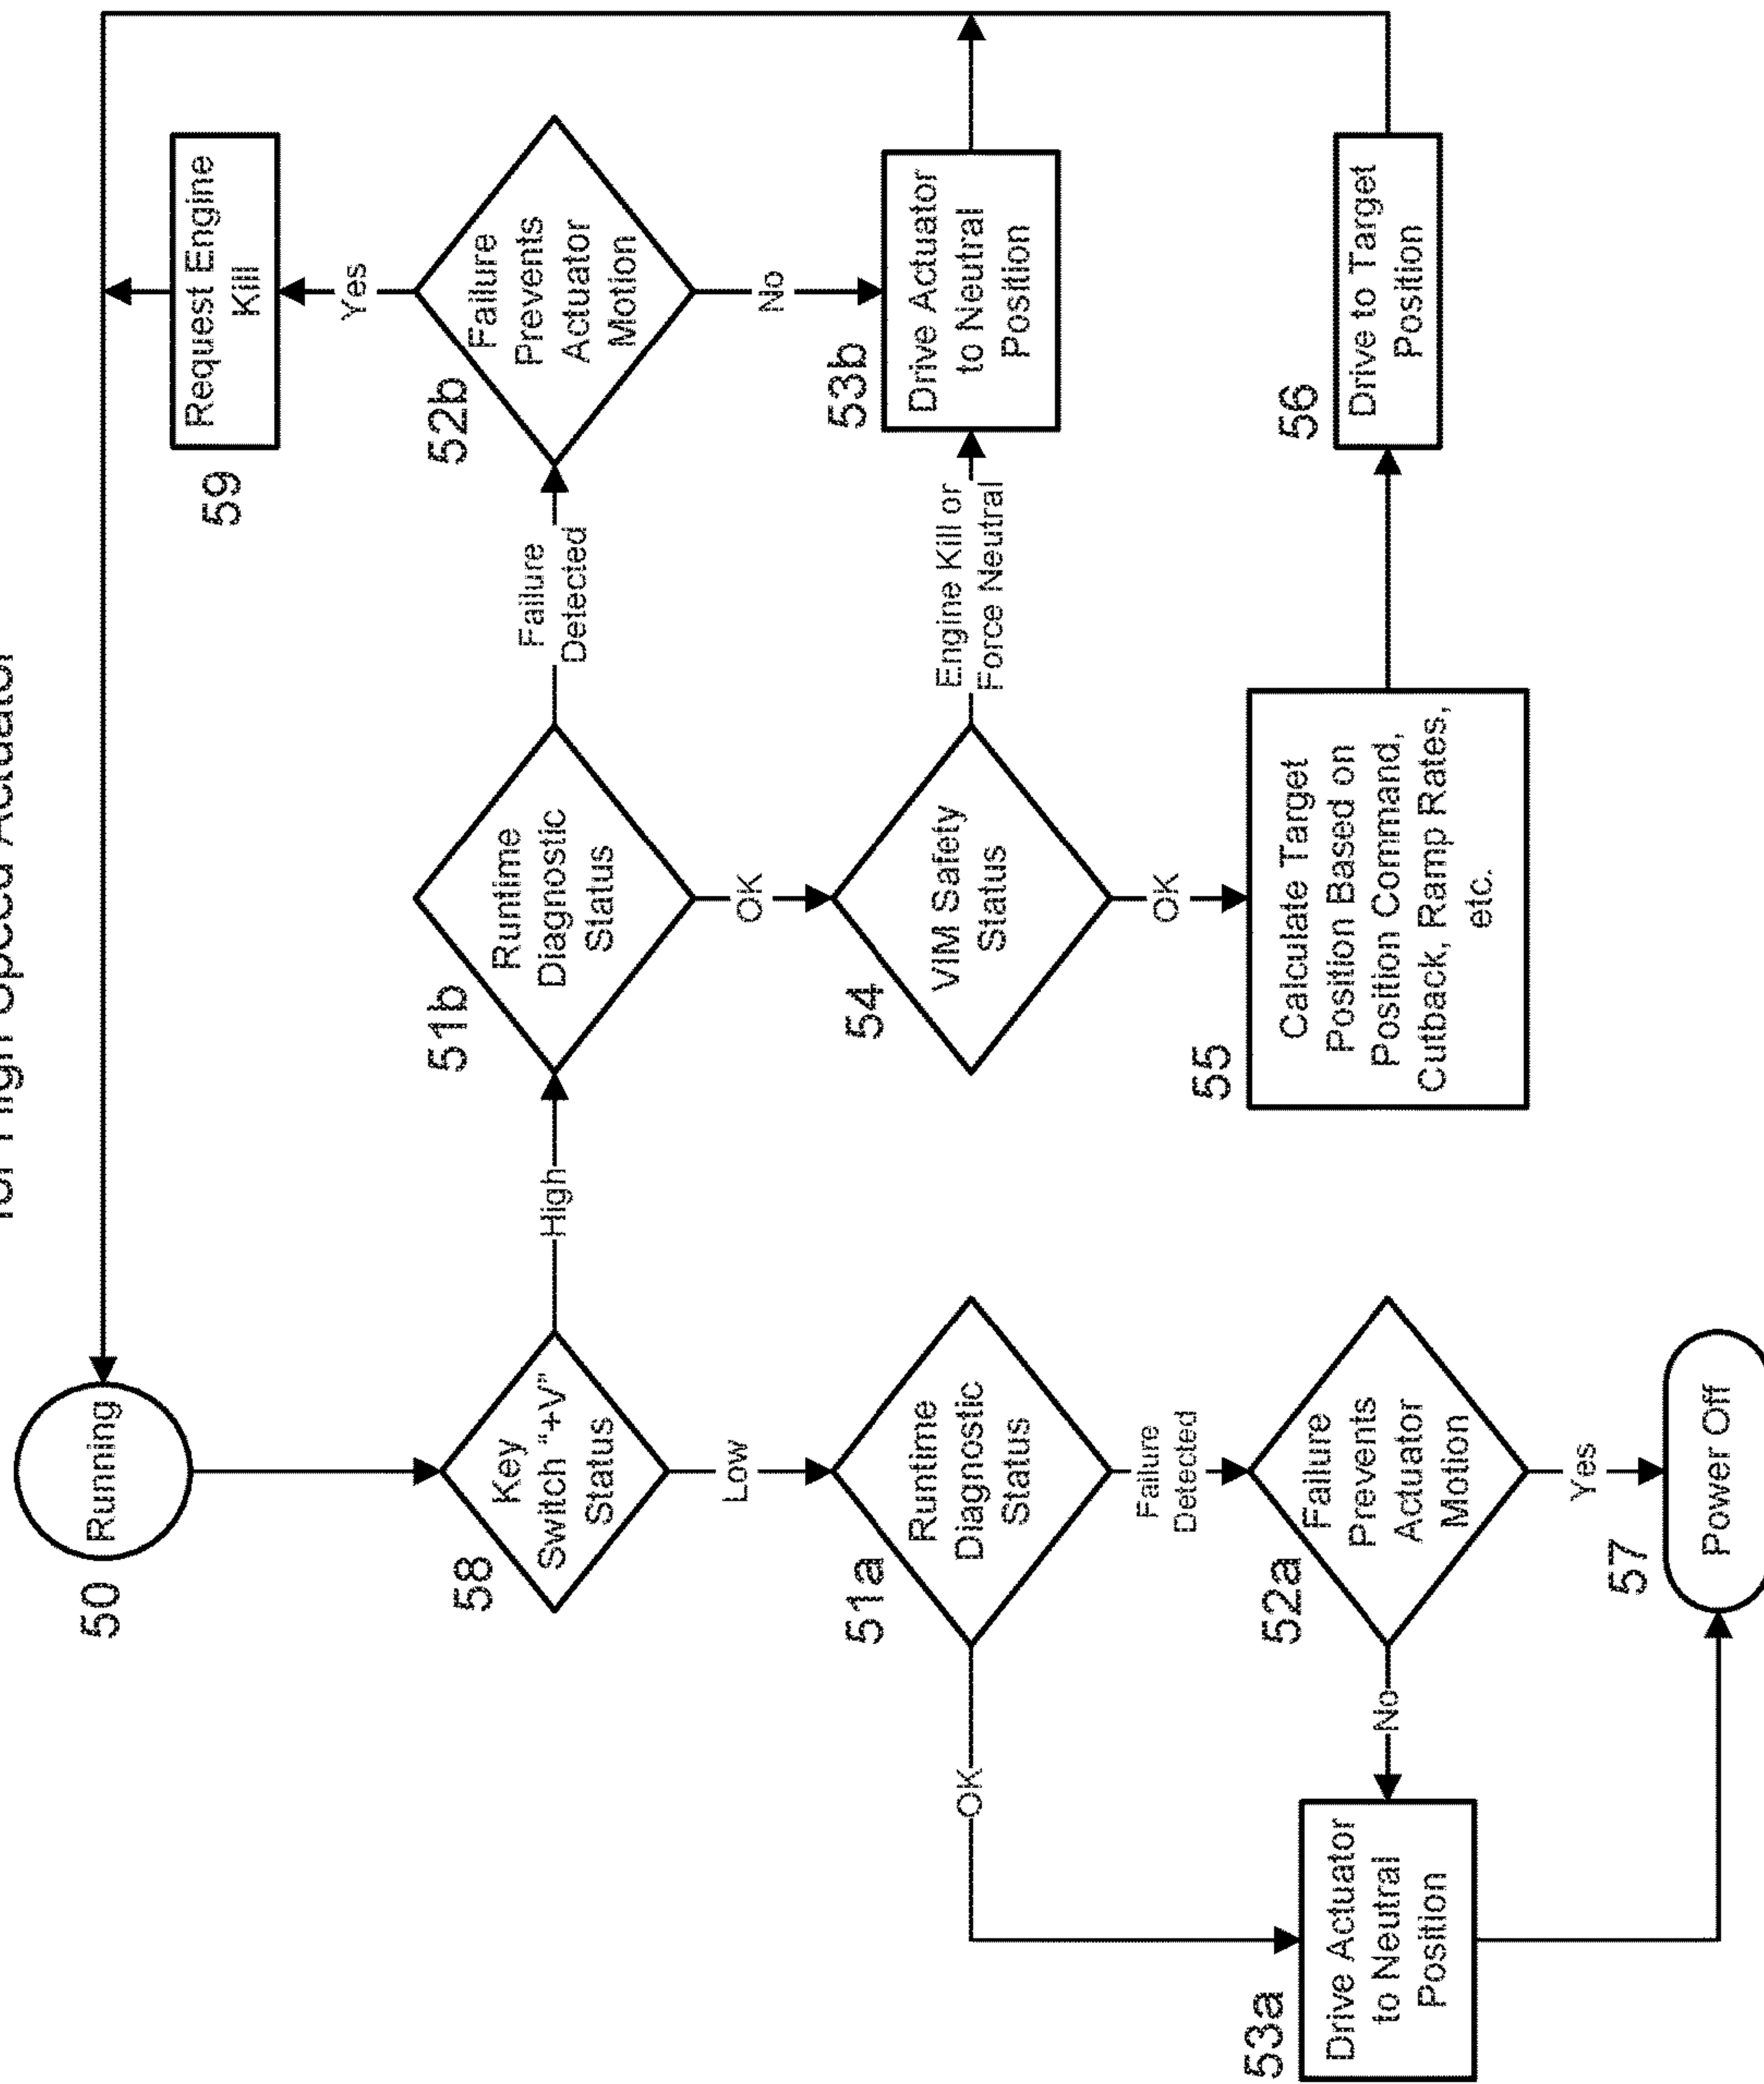 for High Speed Actuator
50
Running
58
Key
Switch "+V"
Status
High
Low
51b
Runtime
Diagnostic
Status
Failure
Detected
OK
52b
Failure
Prevents
Actuator
Motion
Yes
No
59
Request Engine
Kill
53b
Drive Actuator
to Neutral
Position
54
VIM Safety
Status
Engine Kill or
Force Neutral
OK
55
Calculate Target
Position Based on
Position Command,
Cutback, Ramp Rates,
etc.
56
Drive to Target
Position
51a
Runtime
Diagnostic
Status
OK
Failure
Detected
52a
Failure
Prevents
Actuator
Motion
No
Yes
53a
Drive Actuator
to Neutral
Position
57
Power Off